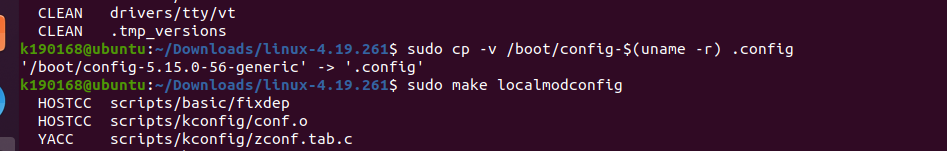 CLEAN   drivers/tty/vt
CLEAN   .tmp_versions
k190168@ubuntu:~/Downloads/linux-4.19.261$ sudo cp -v /boot/config-$(uname -r) .config
'/boot/config-5.15.0-56-generic' -> '.config'
k190168@ubuntu:~/Downloads/linux-4.19.261$ sudo make localmodconfig
HOSTCC  scripts/basic/fixdep
HOSTCC  scripts/kconfig/conf.o
YACC    scripts/kconfig/zconf.tab.c